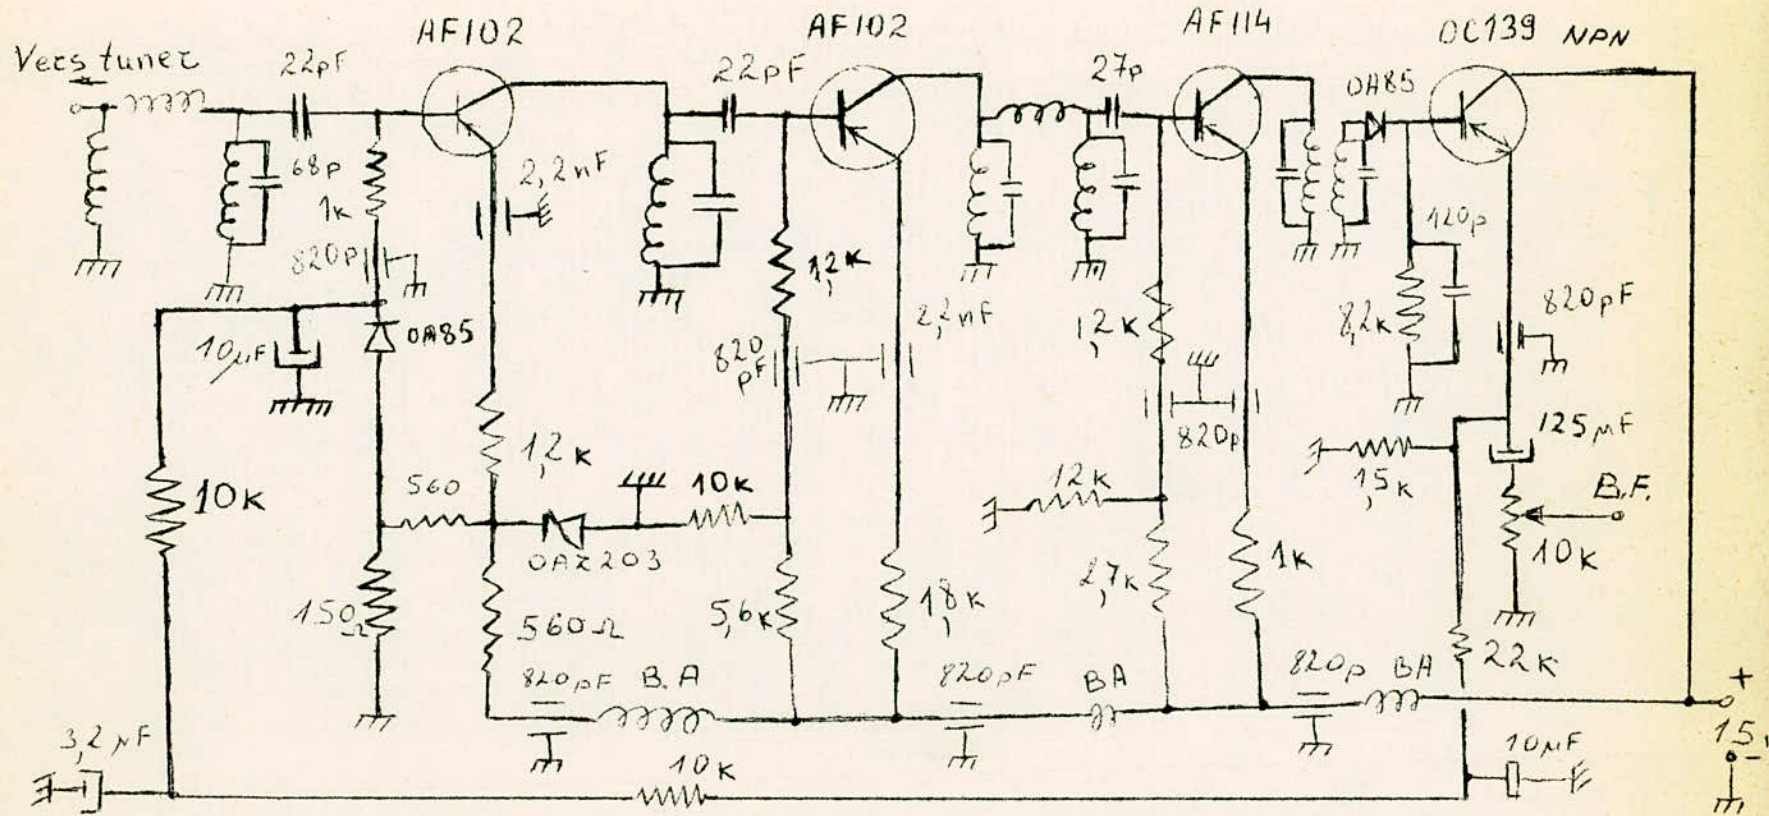 AF102
AF102
AF114
OC139 NPN
Vers tuner
22pF
22pF
27p
OA85
68p
1K
2,2nF
120p
820p
1,2K
2,2nF
1,2K
8,2K
820pF
10µF
OA85
820
pF
820p
125µF
10K
560
1,2K
10K
12K
1,5K
B.F.
OAZ203
10K
150Ω
560Ω
5,6K
1,8K
2,7K
1K
22K
820pF
B.A
820pF
BA
820p
BA
+
3,2µF
10K
10µF
15
-